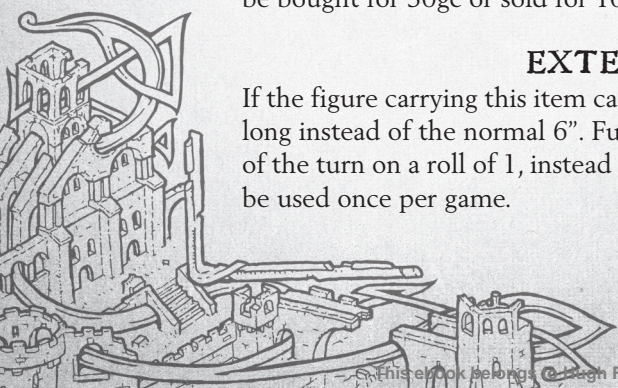 be bought for 50gc or sold for
EXTE
If the figure carrying this item ca
long instead of the normal 6”. Fu
of the turn on a roll of 1, instead
be used once per game.
This ebook belongs to Hugh